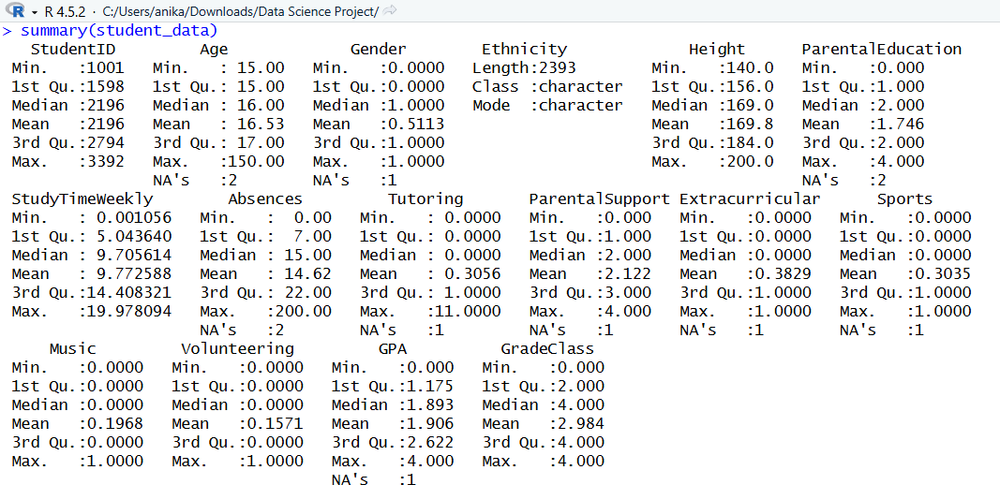 R 4.5.2 · C:/Users/anika/Downloads/Data Science Project/
> summary(student_data)
StudentID Age Gender Ethnicity Height ParentalEducation
Min. :1001 Min. : 15.00 Min. :0.0000 Length:2393 Min. :140.0 Min. :0.000
1st Qu.:1598 1st Qu.: 15.00 1st Qu.:0.0000 Class :character 1st Qu.:156.0 1st Qu.:1.000
Median :2196 Median : 16.00 Median :1.0000 Mode :character Median :169.0 Median :2.000
Mean :2196 Mean : 16.53 Mean :0.5113 Mean :169.8 Mean :1.746
3rd Qu.:2794 3rd Qu.: 17.00 3rd Qu.:1.0000 3rd Qu.:184.0 3rd Qu.:2.000
Max. :3392 Max. :150.00 Max. :1.0000 Max. :200.0 Max. :4.000
NA's :2 NA's :1 NA's :2
StudyTimeWeekly Absences Tutoring ParentalSupport Extracurricular Sports
Min. : 0.001056 Min. : 0.00 Min. : 0.0000 Min. :0.000 Min. :0.0000 Min. :0.0000
1st Qu.: 5.043640 1st Qu.: 7.00 1st Qu.: 0.0000 1st Qu.:1.000 1st Qu.:0.0000 1st Qu.:0.0000
Median : 9.705614 Median : 15.00 Median : 0.0000 Median :2.000 Median :0.0000 Median :0.0000
Mean : 9.772588 Mean : 14.62 Mean : 0.3056 Mean :2.122 Mean :0.3829 Mean :0.3035
3rd Qu.:14.408321 3rd Qu.: 22.00 3rd Qu.: 1.0000 3rd Qu.:3.000 3rd Qu.:1.0000 3rd Qu.:1.0000
Max. :19.978094 Max. :200.00 Max. :11.0000 Max. :4.000 Max. :1.0000 Max. :1.0000
NA's :2 NA's :1 NA's :1 NA's :1 NA's :1
Music Volunteering GPA GradeClass
Min. :0.0000 Min. :0.0000 Min. :0.000 Min. :0.000
1st Qu.:0.0000 1st Qu.:0.0000 1st Qu.:1.175 1st Qu.:2.000
Median :0.0000 Median :0.0000 Median :1.893 Median :4.000
Mean :0.1968 Mean :0.1571 Mean :1.906 Mean :2.984
3rd Qu.:0.0000 3rd Qu.:0.0000 3rd Qu.:2.622 3rd Qu.:4.000
Max. :1.0000 Max. :1.0000 Max. :4.000 Max. :4.000
NA's :1